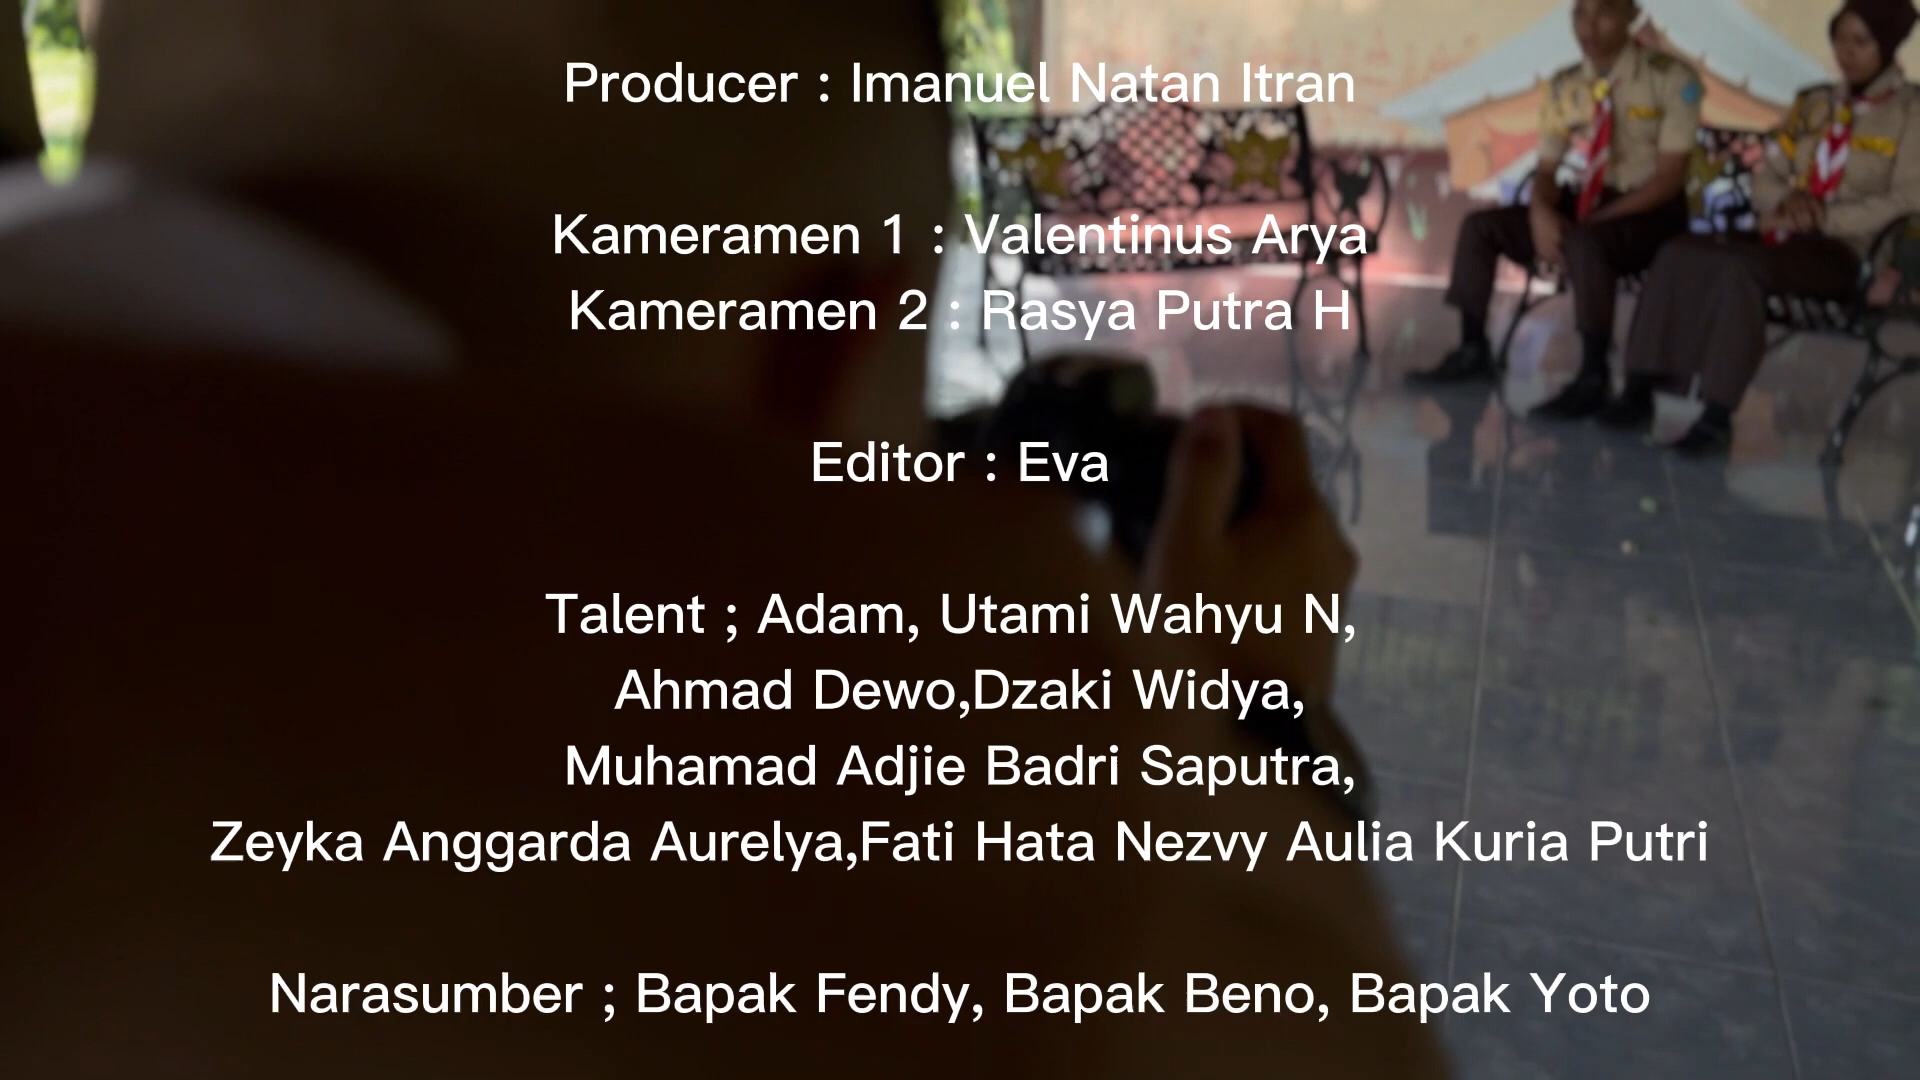 Producer : Imanuel Natan Itran
Kameramen 1 : Valentinus Arya
Kameramen 2 : Rasya Putra H
Editor : Eva
Talent ; Adam, Utami Wahyu N,
Ahmad Dewo,Dzaki Widya,
Muhamad Adjie Badri Saputra,
Zeyka Anggarda Aurelya,Fati Hata Nezvy Aulia Kuria Putri
Narasumber ; Bapak Fendy, Bapak Beno, Bapak Yoto